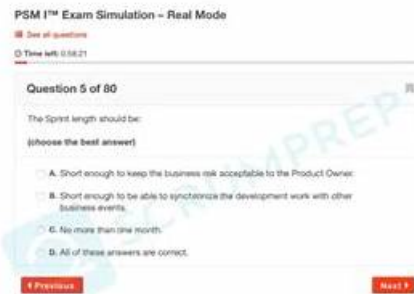 PSM I™ Exam Simulation – Real Mode
See all questions
Time left: 0:58:21
Question 5 of 80
The Sprint length should be:
(choose the best answer)
A. Short enough to keep the business risk acceptable to the Product Owner.
B. Short enough to be able to synchronize the development work with other
business events.
C. No more than one month.
D. All of these answers are correct.
Previous
Next
SCRUMPREP